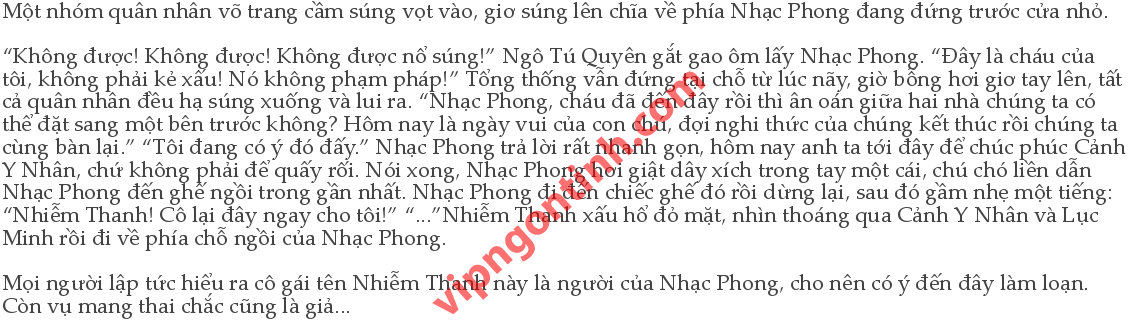 Một nhóm quân nhân võ trang cầm súng vọt vào, giơ súng lên chĩa về phía Nhạc Phong đang đứng trước cửa nhỏ.
“Không được! Không được! Không được nổ súng!” Ngô Tú Quyên gắt gao ôm lấy Nhạc Phong. “Đây là cháu của
tôi, không phải kẻ xấu! Nó không phạm pháp!” Tổng thống vẫn đứng tại chỗ từ lúc nãy, giờ bỗng hơi giơ tay lên, tất
cả quân nhân đều hạ súng xuống và lui ra. “Nhạc Phong, cháu đã đến đây rồi thì ân oán giữa hai nhà chúng ta có
thể đặt sang một bên trước không? Hôm nay là ngày vui của con chú, đợi nghi thức của chúng kết thúc rồi chúng ta
cùng bàn lại.” “Tôi đang có ý đó đấy.” Nhạc Phong trả lời rất nhanh gọn, hôm nay anh ta tới đây để chúc phúc Cảnh
Y Nhân, chứ không phải để quấy rối. Nói xong, Nhạc Phong hơi giật dây xích trong tay một cái, chú chó liền dẫn
Nhạc Phong đến ghế ngồi trong gần nhất. Nhạc Phong đi đến chiếc ghế đó rồi dừng lại, sau đó gầm nhẹ một tiếng:
“Nhiễm Thanh! Cô lại đây ngay cho tôi!” “...”Nhiễm Thanh xấu hổ đỏ mặt, nhìn thoáng qua Cảnh Y Nhân và Lục
Minh rồi đi về phía chỗ ngồi của Nhạc Phong.
Mọi người lập tức hiểu ra cô gái tên Nhiễm Thanh này là người của Nhạc Phong, cho nên có ý đến đây làm loạn.
Còn vụ mang thai chắc cũng là giả...
vipngontinh.com